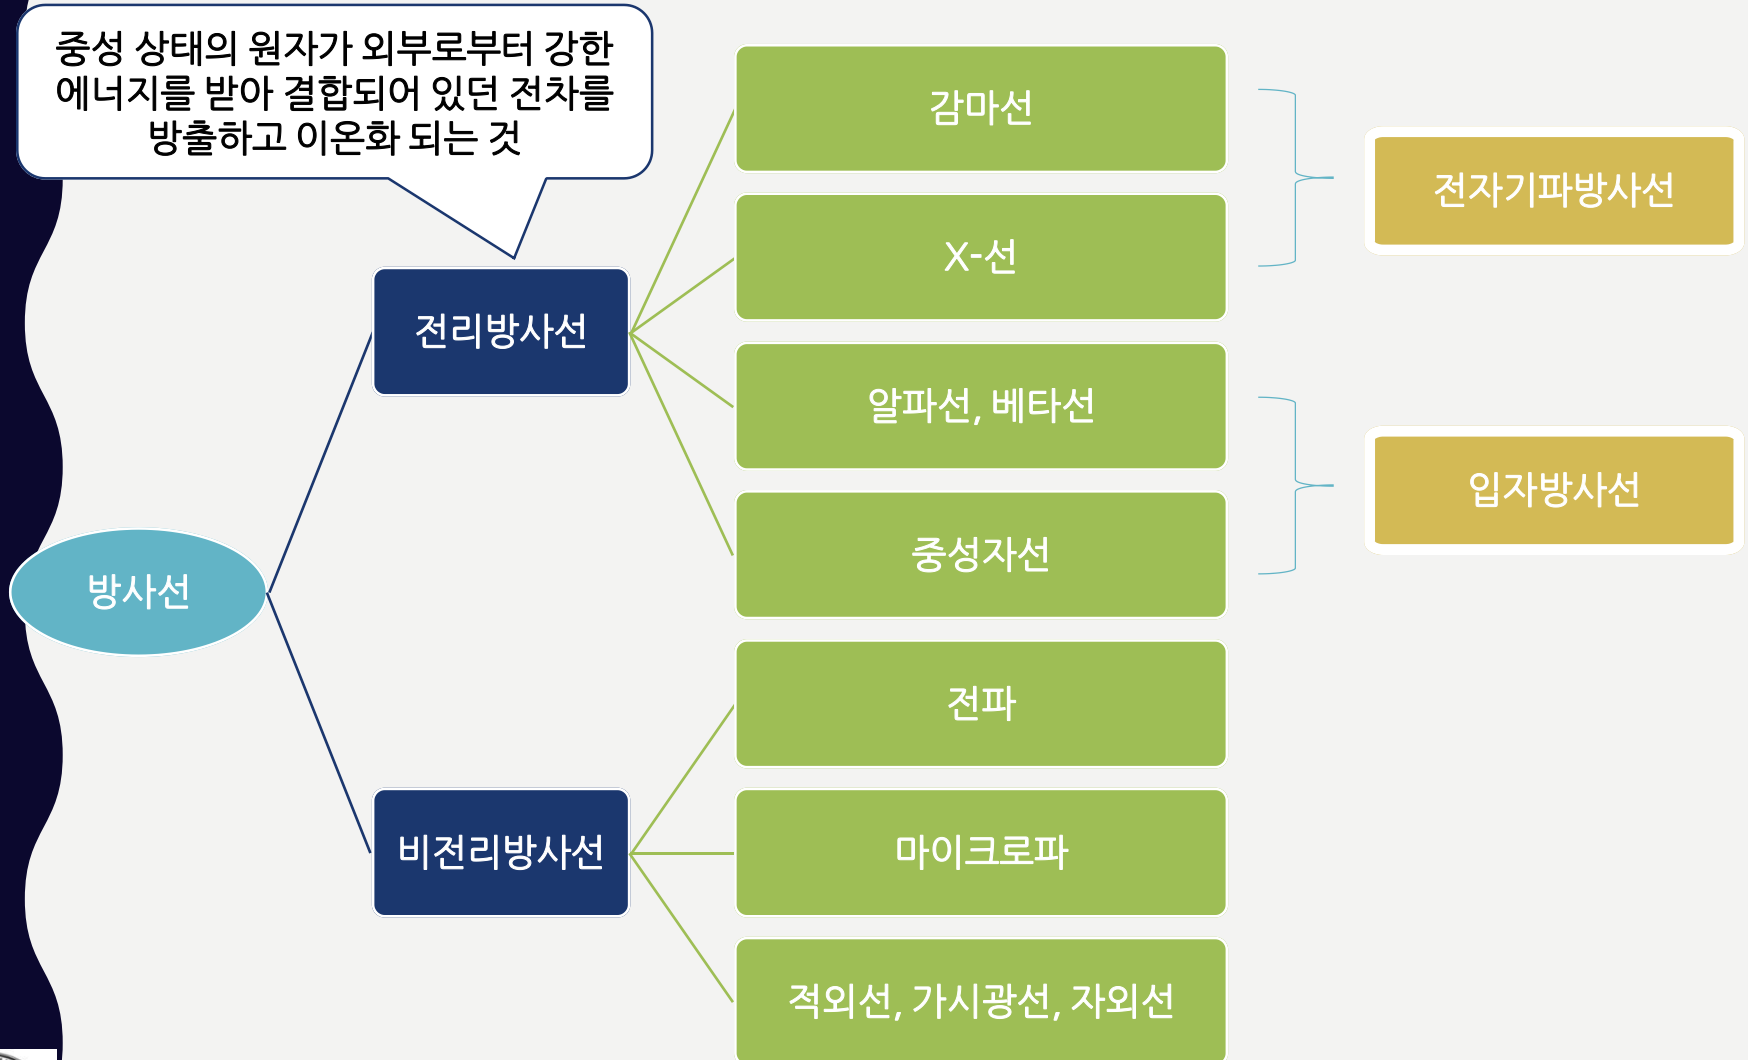 중성 상태의 원자가 외부로부터 강한
에너지를 받아 결합되어 있던 전차를
방출하고 이온화 되는 것
감마선
전자기파방사선
X-선
전리방사선
알파선, 베타선
입자방사선
중성자선
방사선
전파
비전리방사선
마이크로파
적외선, 가시광선, 자외선